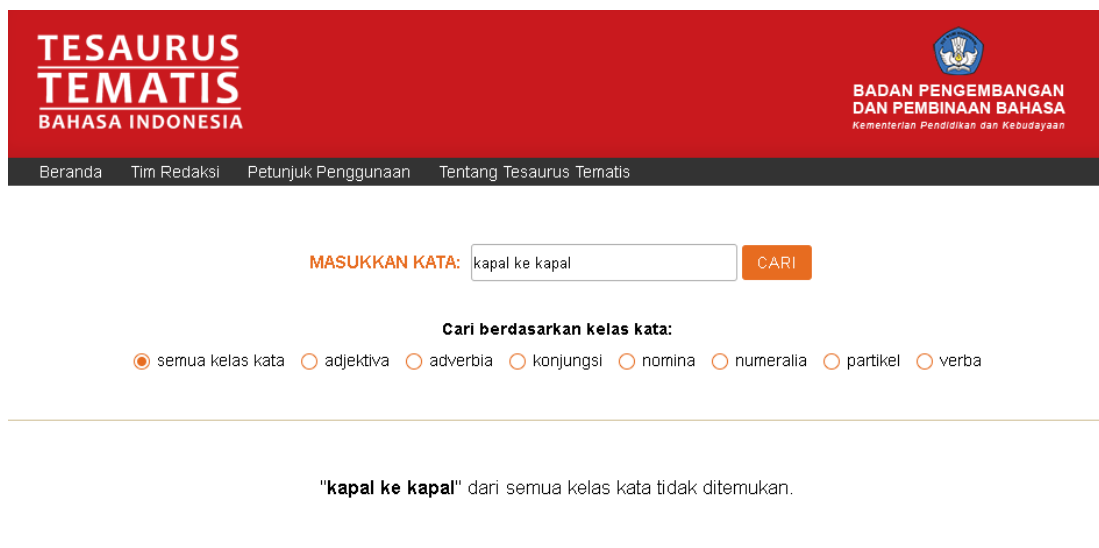 TESAURUS
TEMATIS
BAHASA INDONESIA
BADAN PENGEMBANGAN
DAN PEMBINAAN BAHASA
Kementerian Pendidikan dan Kebudayaan
Beranda Tim Redaksi Petunjuk Penggunaan Tentang Tesaurus Tematis
MASUKKAN KATA: kapal ke kapal CARI
Cari berdasarkan kelas kata:
semua kelas kata adjektiva adverbia konjungsi nomina numeralia partikel verba
"kapal ke kapal" dari semua kelas kata tidak ditemukan.